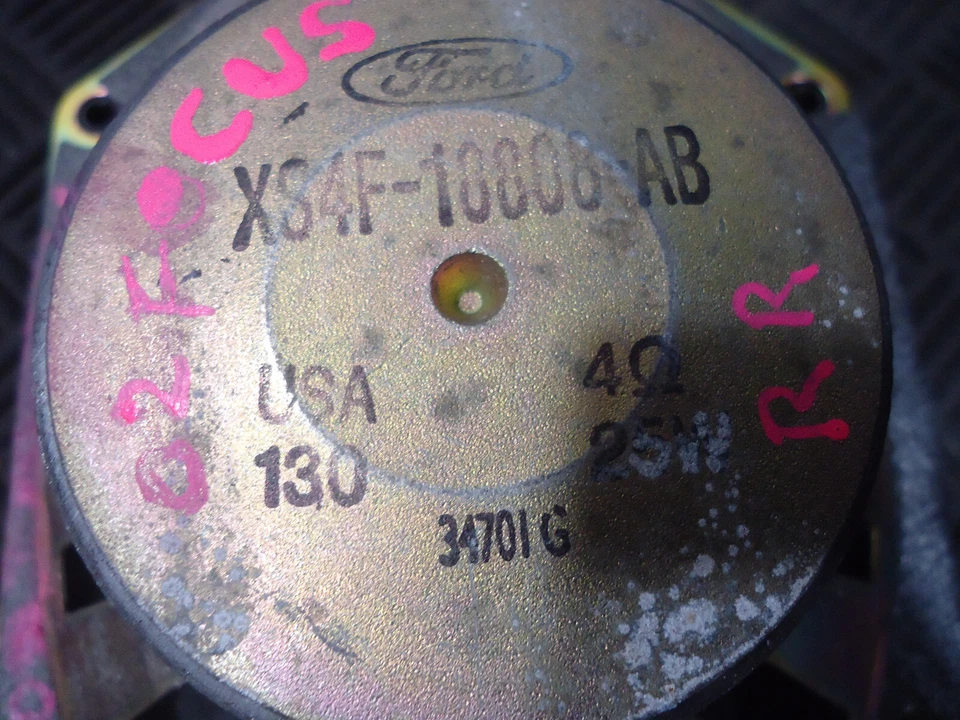 02 FOCUS
Ford
XS4F-10808-AB
USA
4Ω
130
25W
34701G
RR